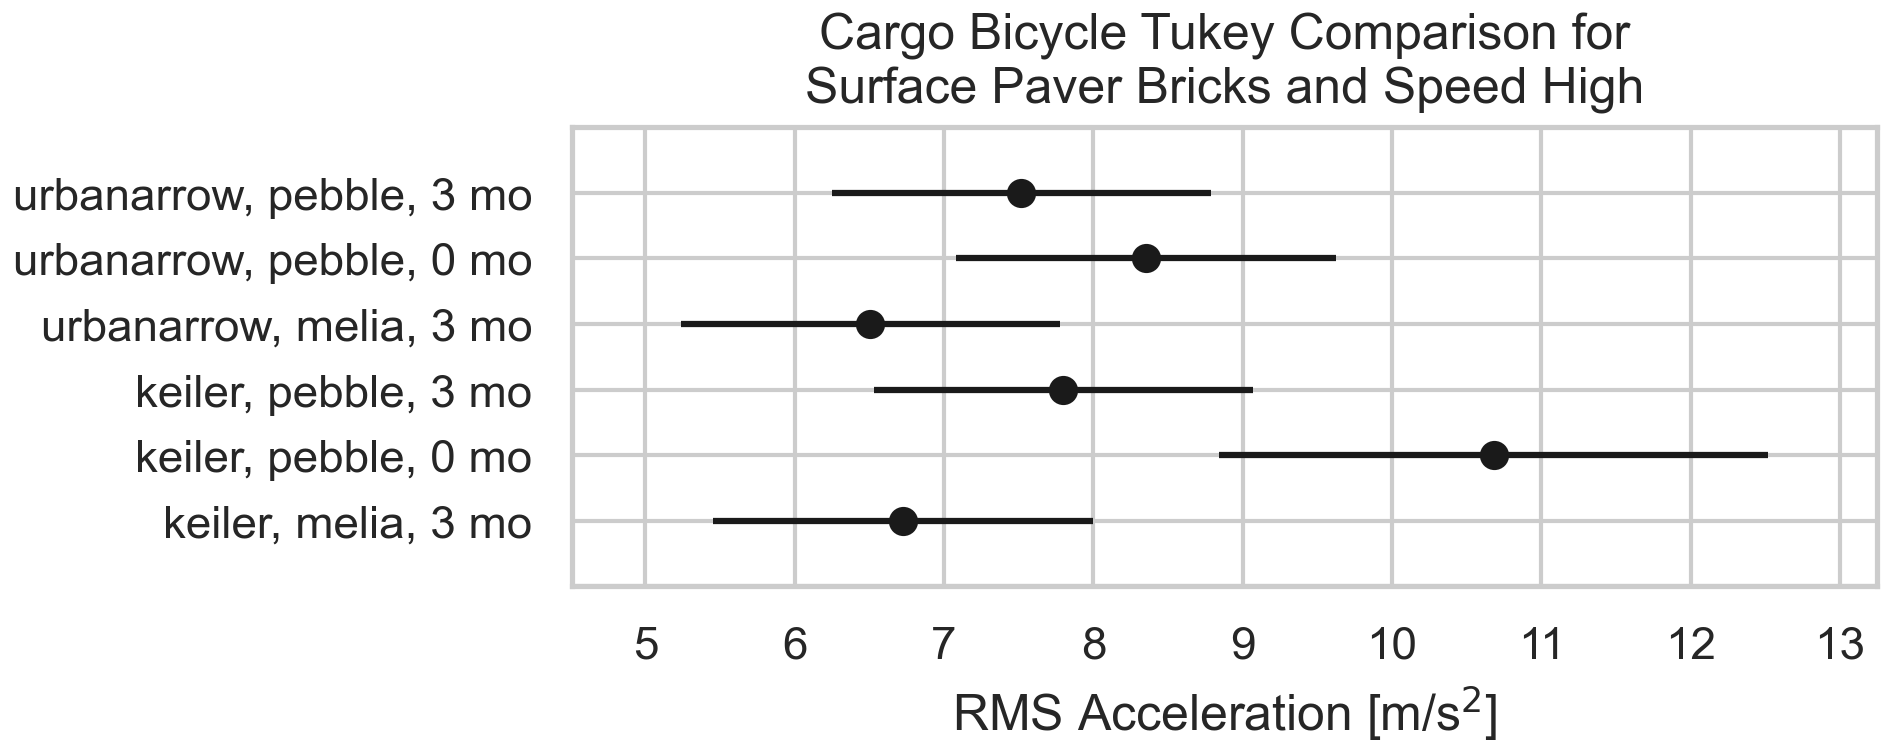 Cargo Bicycle Tukey Comparison for
Surface Paver Bricks and Speed High
urbanarrow, pebble, 3 mo
urbanarrow, pebble, 0 mo
urbanarrow, melia, 3 mo
keiler, pebble, 3 mo
keiler, pebble, 0 mo
keiler, melia, 3 mo
5 6 7 8 9 10 11 12 13
RMS Acceleration [m/s²]